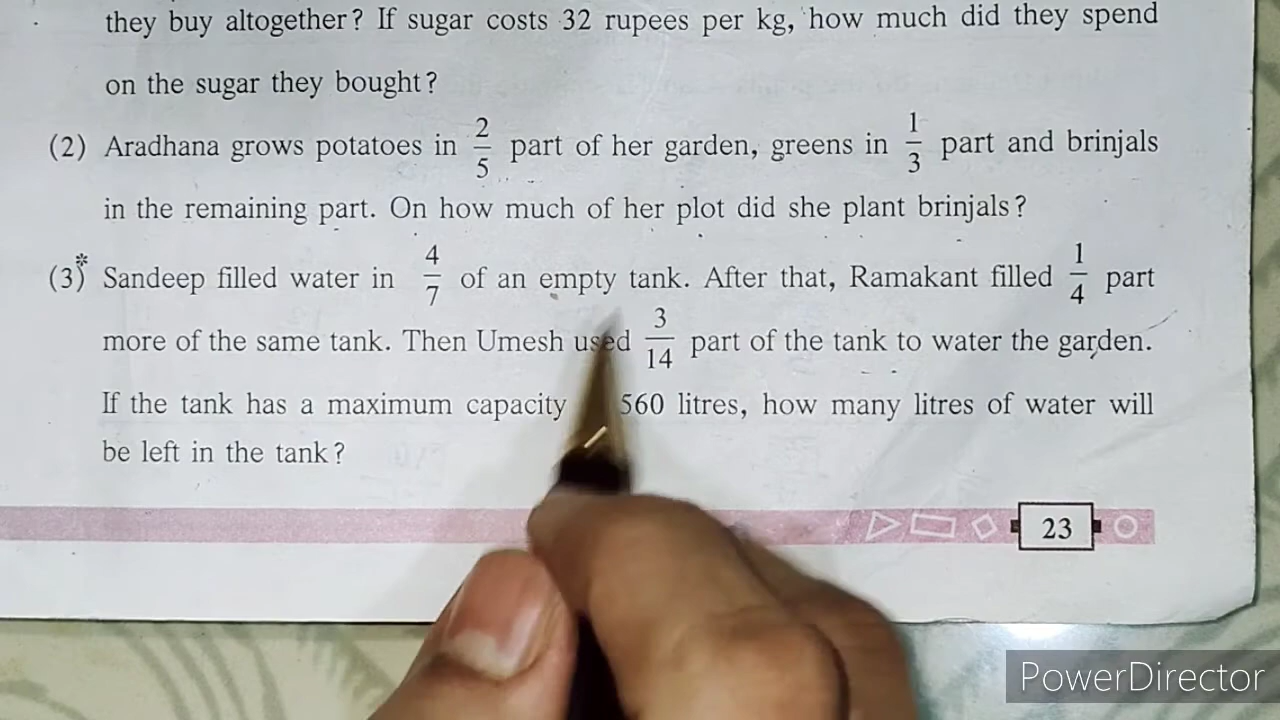 they buy altogether? If sugar costs 32 rupees per kg, how much did they spend
on the sugar they bought?
(2) Aradhana grows potatoes in 2/5 part of her garden, greens in 1/3 part and brinjals
in the remaining part. On how much of her plot did she plant brinjals?
(3)* Sandeep filled water in 4/7 of an empty tank. After that, Ramakant filled 1/4 part
more of the same tank. Then Umesh used 3/14 part of the tank to water the garden.
If the tank has a maximum capacity 560 litres, how many litres of water will
be left in the tank?
23
PowerDirector